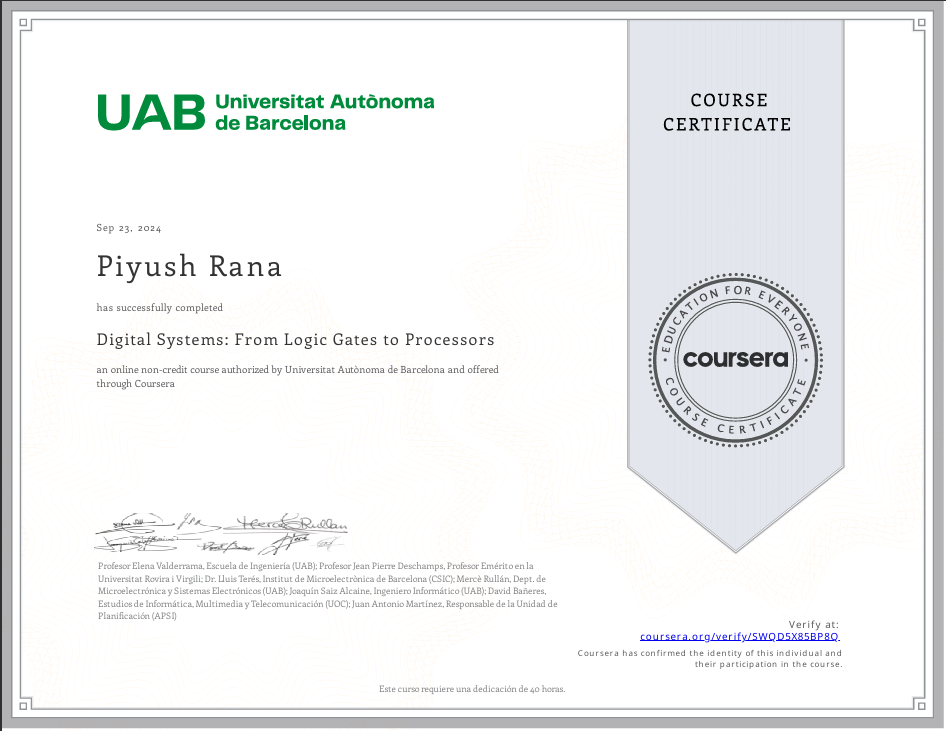 UAB Universitat Autònoma
de Barcelona
COURSE
CERTIFICATE
Sep 23, 2024
Piyush Rana
has successfully completed
Digital Systems: From Logic Gates to Processors
an online non-credit course authorized by Universitat Autònoma de Barcelona and offered
through Coursera
EDUCATION FOR EVERYONE
coursera
COURSE CERTIFICATE
Profesor Elena Valderrama, Escuela de Ingeniería (UAB); Profesor Jean Pierre Deschamps, Profesor Emérito en la
Universitat Rovira i Virgili; Dr. Lluis Terés, Institut de Microelectrònica de Barcelona (CSIC); Mercè Rullán, Dept. de
Microelectrónica y Sistemas Electrónicos (UAB); Joaquín Saiz Alcaine, Ingeniero Informático (UAB); David Bañeres,
Estudios de Informática, Multimedia y Telecomunicación (UOC); Juan Antonio Martínez, Responsable de la Unidad de
Planificación (APSI)
Verify at:
coursera.org/verify/SWQD5X85BP8Q
Coursera has confirmed the identity of this individual and
their participation in the course.
Este curso requiere una dedicación de 40 horas.